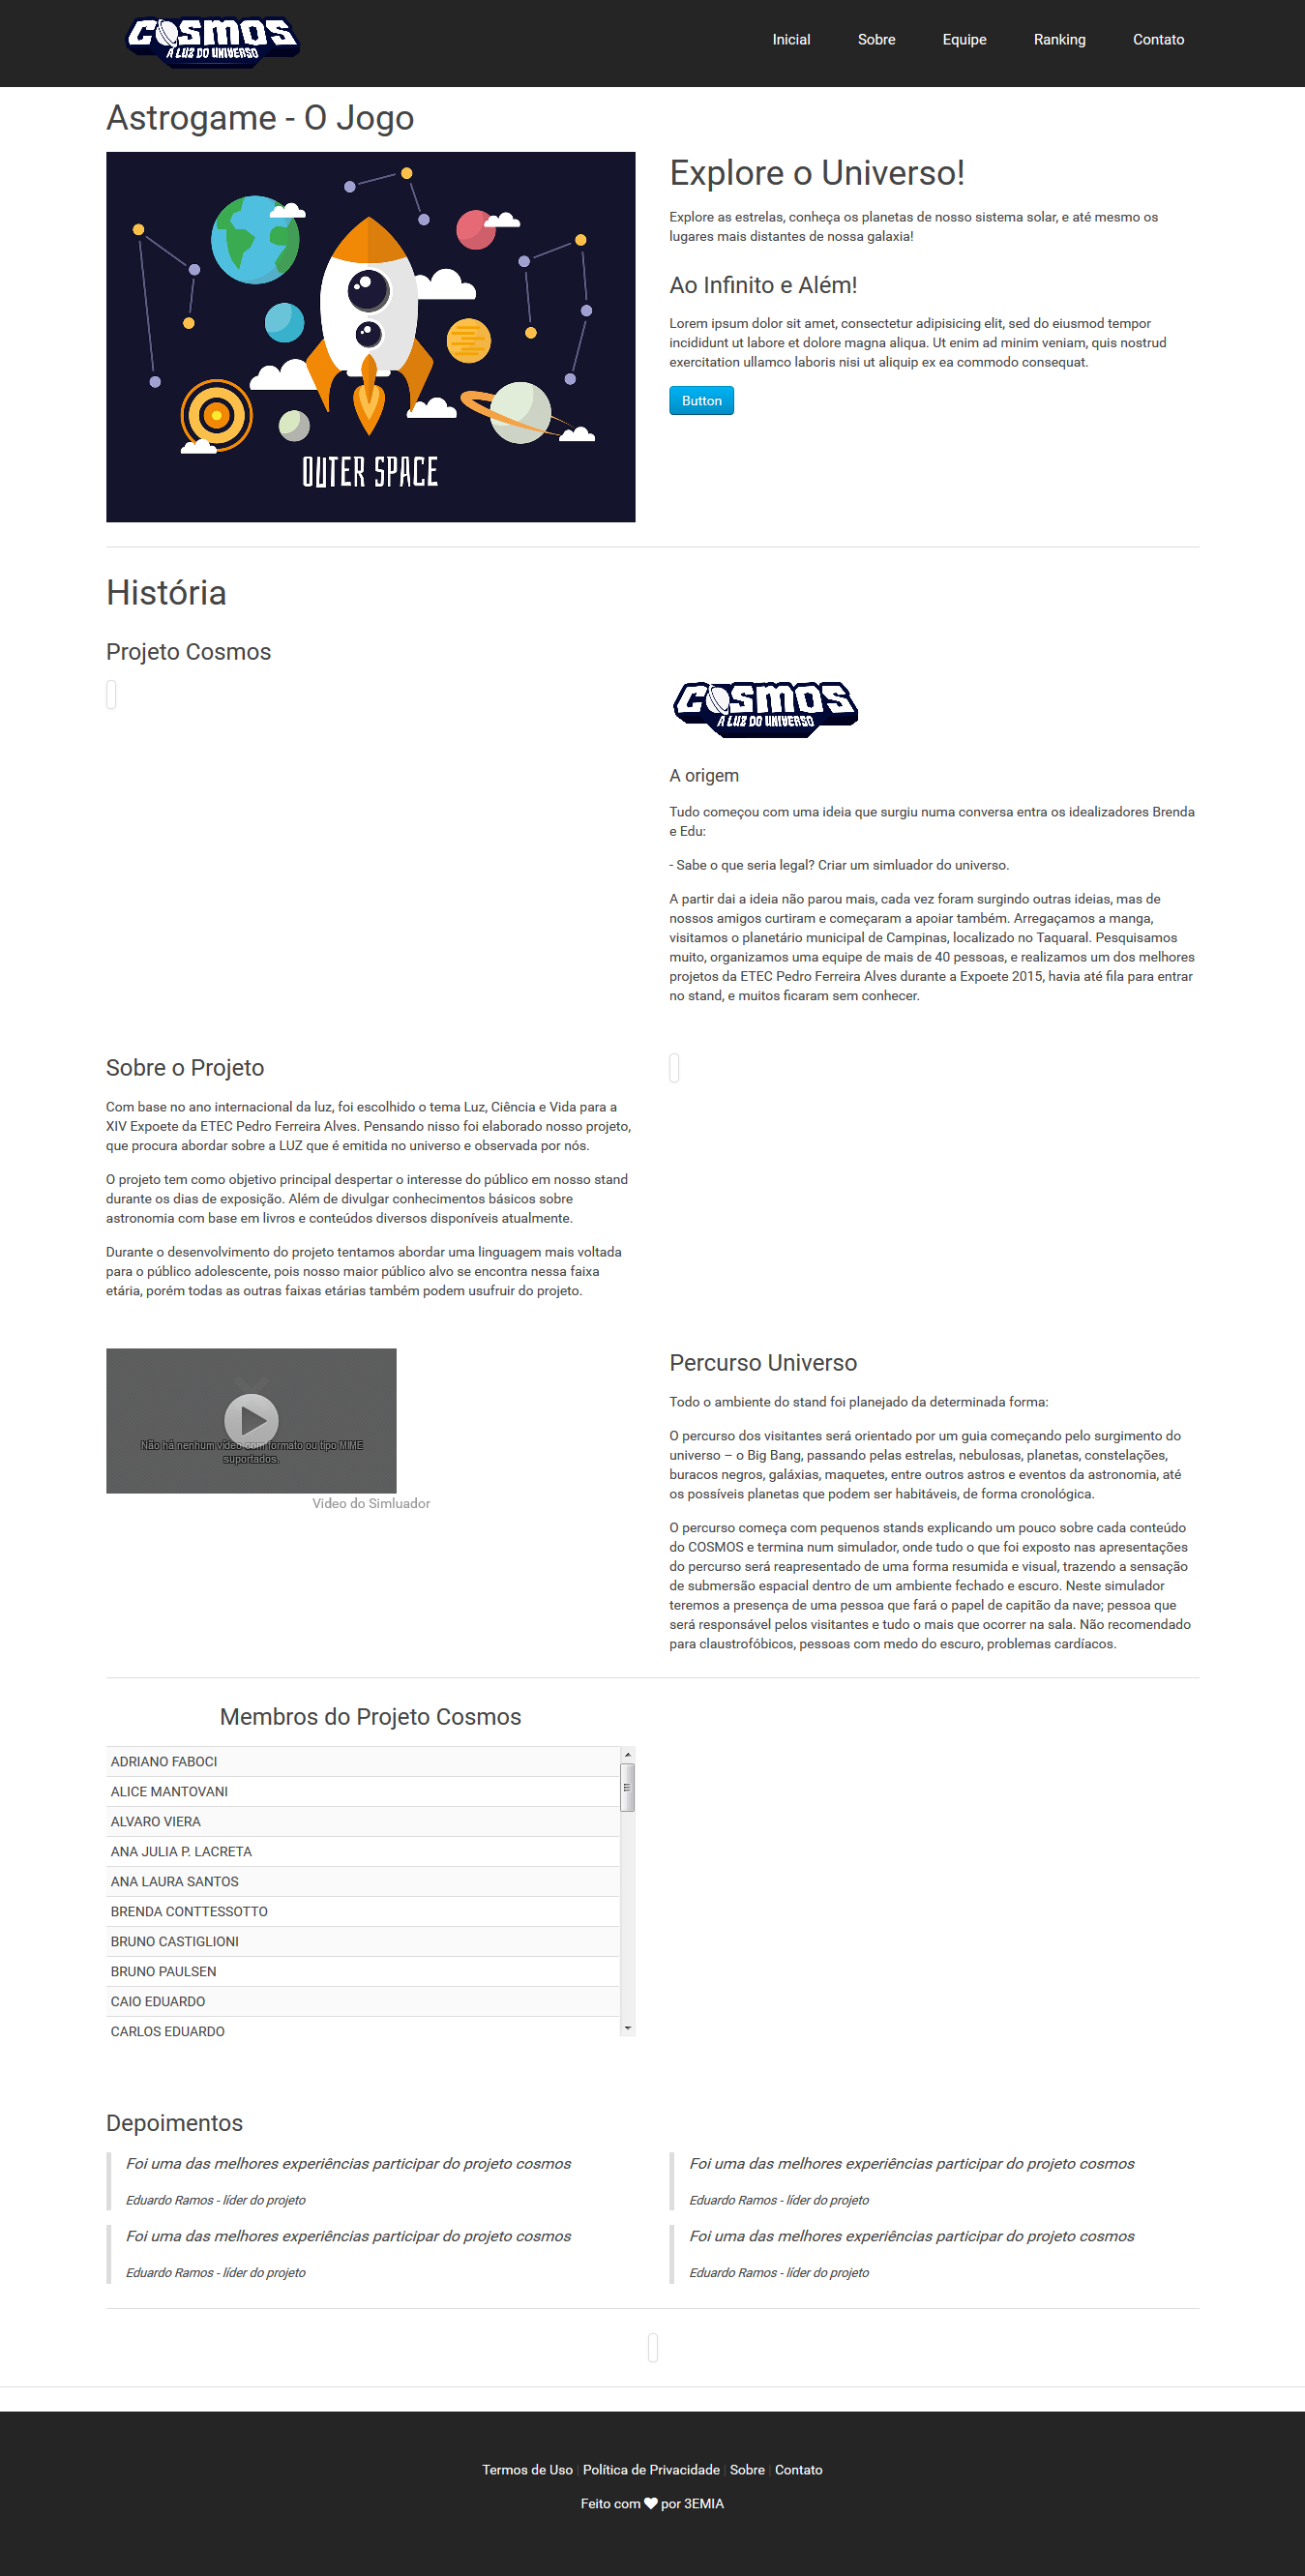 COSMOS
A LUZ DO UNIVERSO
Inicial Sobre Equipe Ranking Contato
Astrogame - O Jogo
OUTER SPACE
Explore o Universo!
Explore as estrelas, conheça os planetas de nosso sistema solar, e até mesmo os
lugares mais distantes de nossa galaxia!
Ao Infinito e Além!
Lorem ipsum dolor sit amet, consectetur adipisicing elit, sed do eiusmod tempor
incididunt ut labore et dolore magna aliqua. Ut enim ad minim veniam, quis nostrud
exercitation ullamco laboris nisi ut aliquip ex ea commodo consequat.
Button
História
Projeto Cosmos
COSMOS
A LUZ DO UNIVERSO
A origem
Tudo começou com uma ideia que surgiu numa conversa entra os idealizadores Brenda
e Edu:
- Sabe o que seria legal? Criar um simluador do universo.
A partir dai a ideia não parou mais, cada vez foram surgindo outras ideias, mas de
nossos amigos curtiram e começaram a apoiar também. Arregaçamos a manga,
visitamos o planetário municipal de Campinas, localizado no Taquaral. Pesquisamos
muito, organizamos uma equipe de mais de 40 pessoas, e realizamos um dos melhores
projetos da ETEC Pedro Ferreira Alves durante a Expoete 2015, havia até fila para entrar
no stand, e muitos ficaram sem conhecer.
Sobre o Projeto
Com base no ano internacional da luz, foi escolhido o tema Luz, Ciência e Vida para a
XIV Expoete da ETEC Pedro Ferreira Alves. Pensando nisso foi elaborado nosso projeto,
que procura abordar sobre a LUZ que é emitida no universo e observada por nós.
O projeto tem como objetivo principal despertar o interesse do público em nosso stand
durante os dias de exposição. Além de divulgar conhecimentos básicos sobre
astronomia com base em livros e conteúdos diversos disponíveis atualmente.
Durante o desenvolvimento do projeto tentamos abordar uma linguagem mais voltada
para o público adolescente, pois nosso maior público alvo se encontra nessa faixa
etária, porém todas as outras faixas etárias também podem usufruir do projeto.
Não há nenhum vídeo com formato ou tipo MIME
suportados.
Video do Simluador
Percurso Universo
Todo o ambiente do stand foi planejado da determinada forma:
O percurso dos visitantes será orientado por um guia começando pelo surgimento do
universo – o Big Bang, passando pelas estrelas, nebulosas, planetas, constelações,
buracos negros, galáxias, maquetes, entre outros astros e eventos da astronomia, até
os possíveis planetas que podem ser habitáveis, de forma cronológica.
O percurso começa com pequenos stands explicando um pouco sobre cada conteúdo
do COSMOS e termina num simulador, onde tudo o que foi exposto nas apresentações
do percurso será reapresentado de uma forma resumida e visual, trazendo a sensação
de submersão espacial dentro de um ambiente fechado e escuro. Neste simulador
teremos a presença de uma pessoa que fará o papel de capitão da nave; pessoa que
será responsável pelos visitantes e tudo o mais que ocorrer na sala. Não recomendado
para claustrofóbicos, pessoas com medo do escuro, problemas cardíacos.
Membros do Projeto Cosmos
ADRIANO FABOCI
ALICE MANTOVANI
ALVARO VIERA
ANA JULIA P. LACRETA
ANA LAURA SANTOS
BRENDA CONTTESSOTTO
BRUNO CASTIGLIONI
BRUNO PAULSEN
CAIO EDUARDO
CARLOS EDUARDO
Depoimentos
Foi uma das melhores experiências participar do projeto cosmos
Eduardo Ramos - líder do projeto
Foi uma das melhores experiências participar do projeto cosmos
Eduardo Ramos - líder do projeto
Foi uma das melhores experiências participar do projeto cosmos
Eduardo Ramos - líder do projeto
Foi uma das melhores experiências participar do projeto cosmos
Eduardo Ramos - líder do projeto
Termos de Uso | Política de Privacidade | Sobre | Contato
Feito com ♥ por 3EMIA